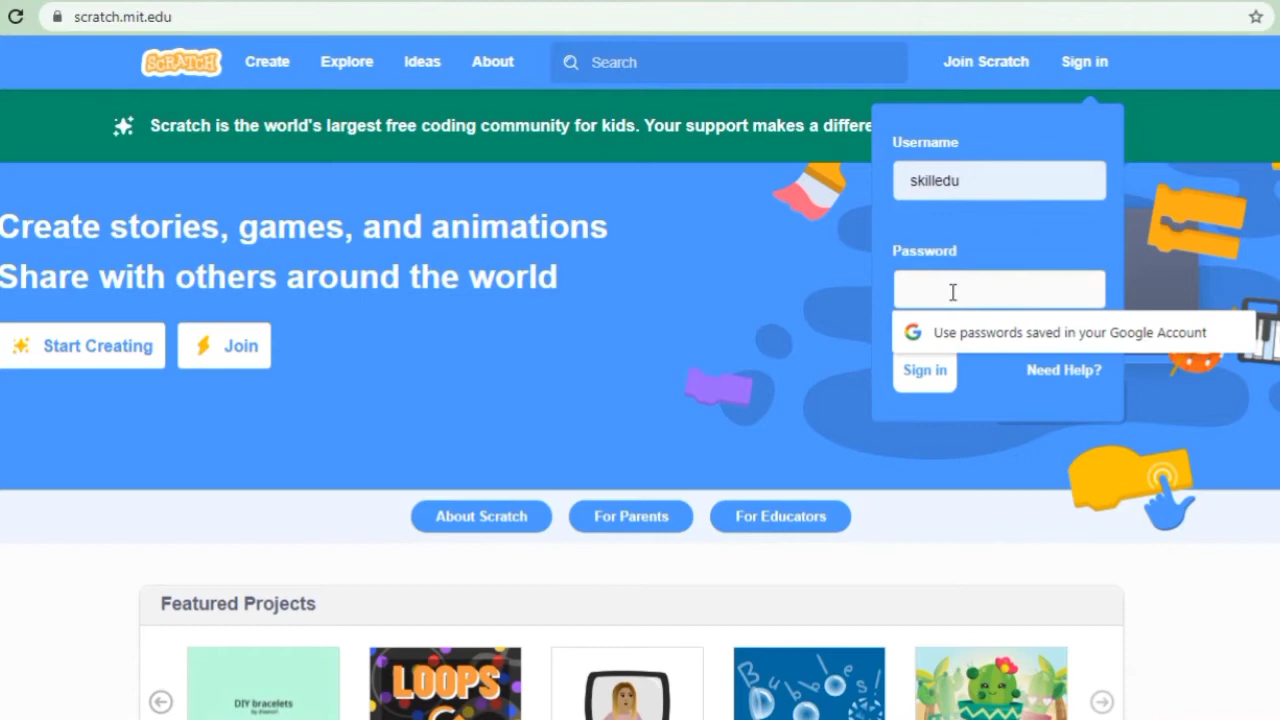 scratch.mit.edu
SCRATCH
Create
Explore
Ideas
About
Search
Join Scratch
Sign in
Scratch is the world's largest free coding community for kids. Your support makes a differe
Username
skilledu
Password
Use passwords saved in your Google Account
Sign in
Need Help?
Create stories, games, and animations
Share with others around the world
Start Creating
Join
About Scratch
For Parents
For Educators
Featured Projects
DIY bracelets
LOOPS
Bubbles!